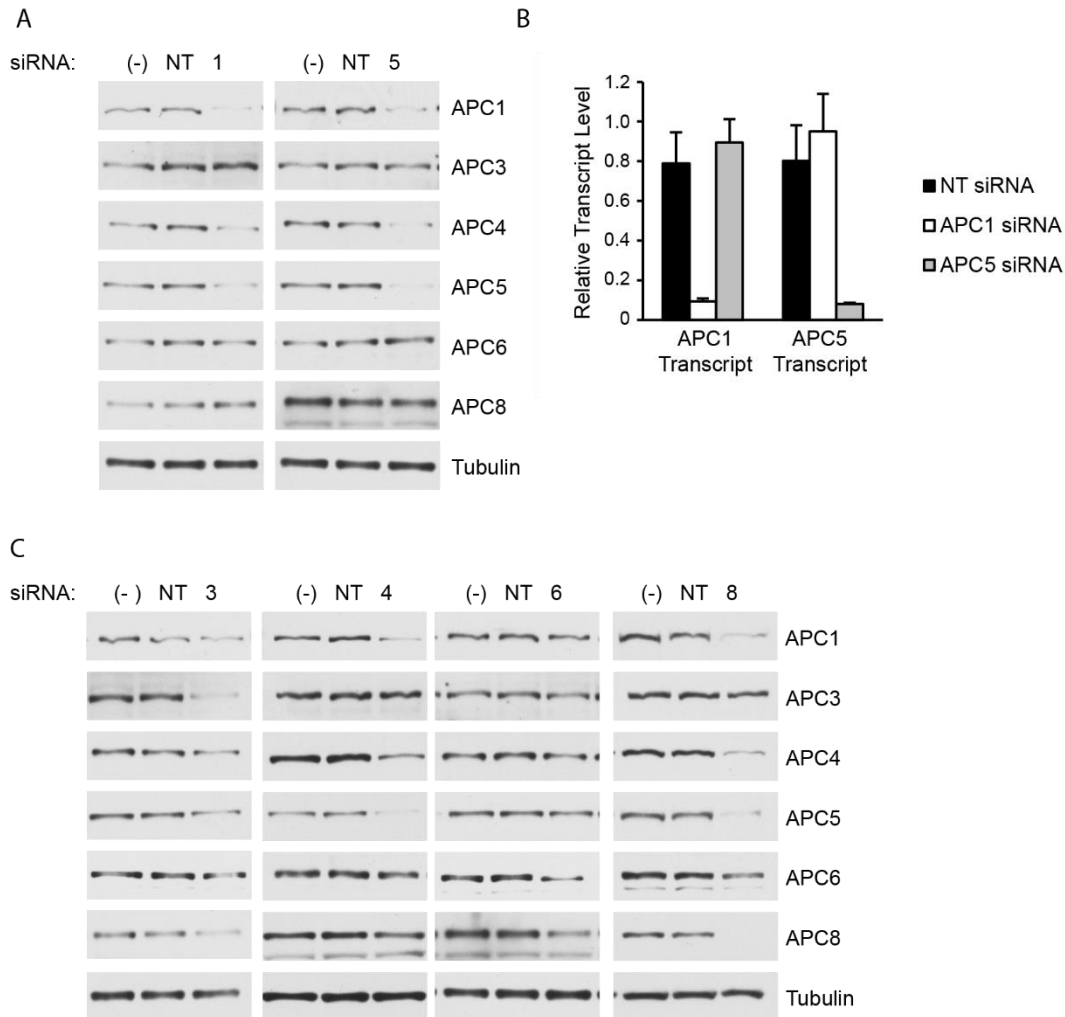 A
siRNA: (-) NT 1 (-) NT 5
APC1
APC3
APC4
APC5
APC6
APC8
Tubulin
B
Relative Transcript Level
1.2
1.0
0.8
0.6
0.4
0.2
0
APC1 Transcript
APC5 Transcript
NT siRNA
APC1 siRNA
APC5 siRNA
C
siRNA: (- ) NT 3 (-) NT 4 (-) NT 6 (-) NT 8
APC1
APC3
APC4
APC5
APC6
APC8
Tubulin